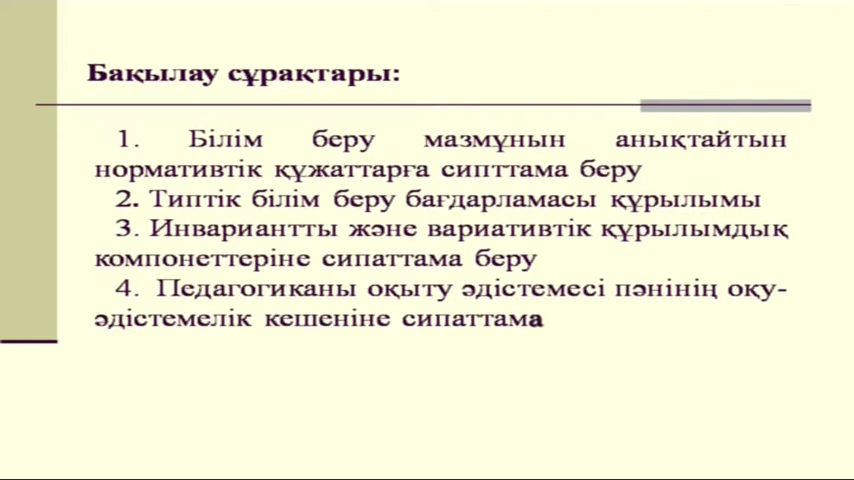 Бақылау сұрақтары:
1. Білім беру мазмұнын анықтайтын
нормативтік құжаттарға сипттама беру
2. Типтік білім беру бағдарламасы құрылымы
3. Инвариантты және вариативтік құрылымдық
компонеттеріне сипаттама беру
4. Педагогиканы оқыту әдістемесі пәнінің оқу-
әдістемелік кешеніне сипаттама